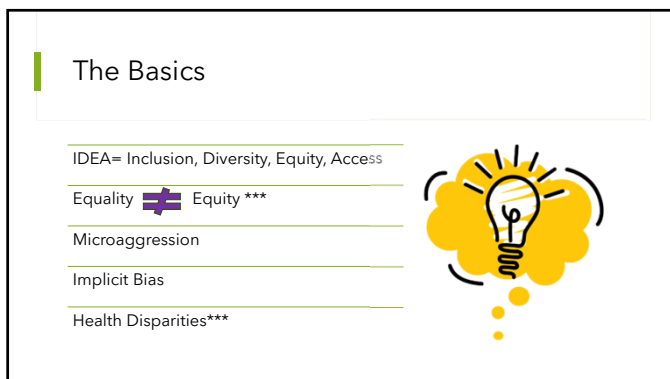 The Basics
IDEA= Inclusion, Diversity, Equity, Access
Equality ≠ Equity ***
Microaggression
Implicit Bias
Health Disparities***